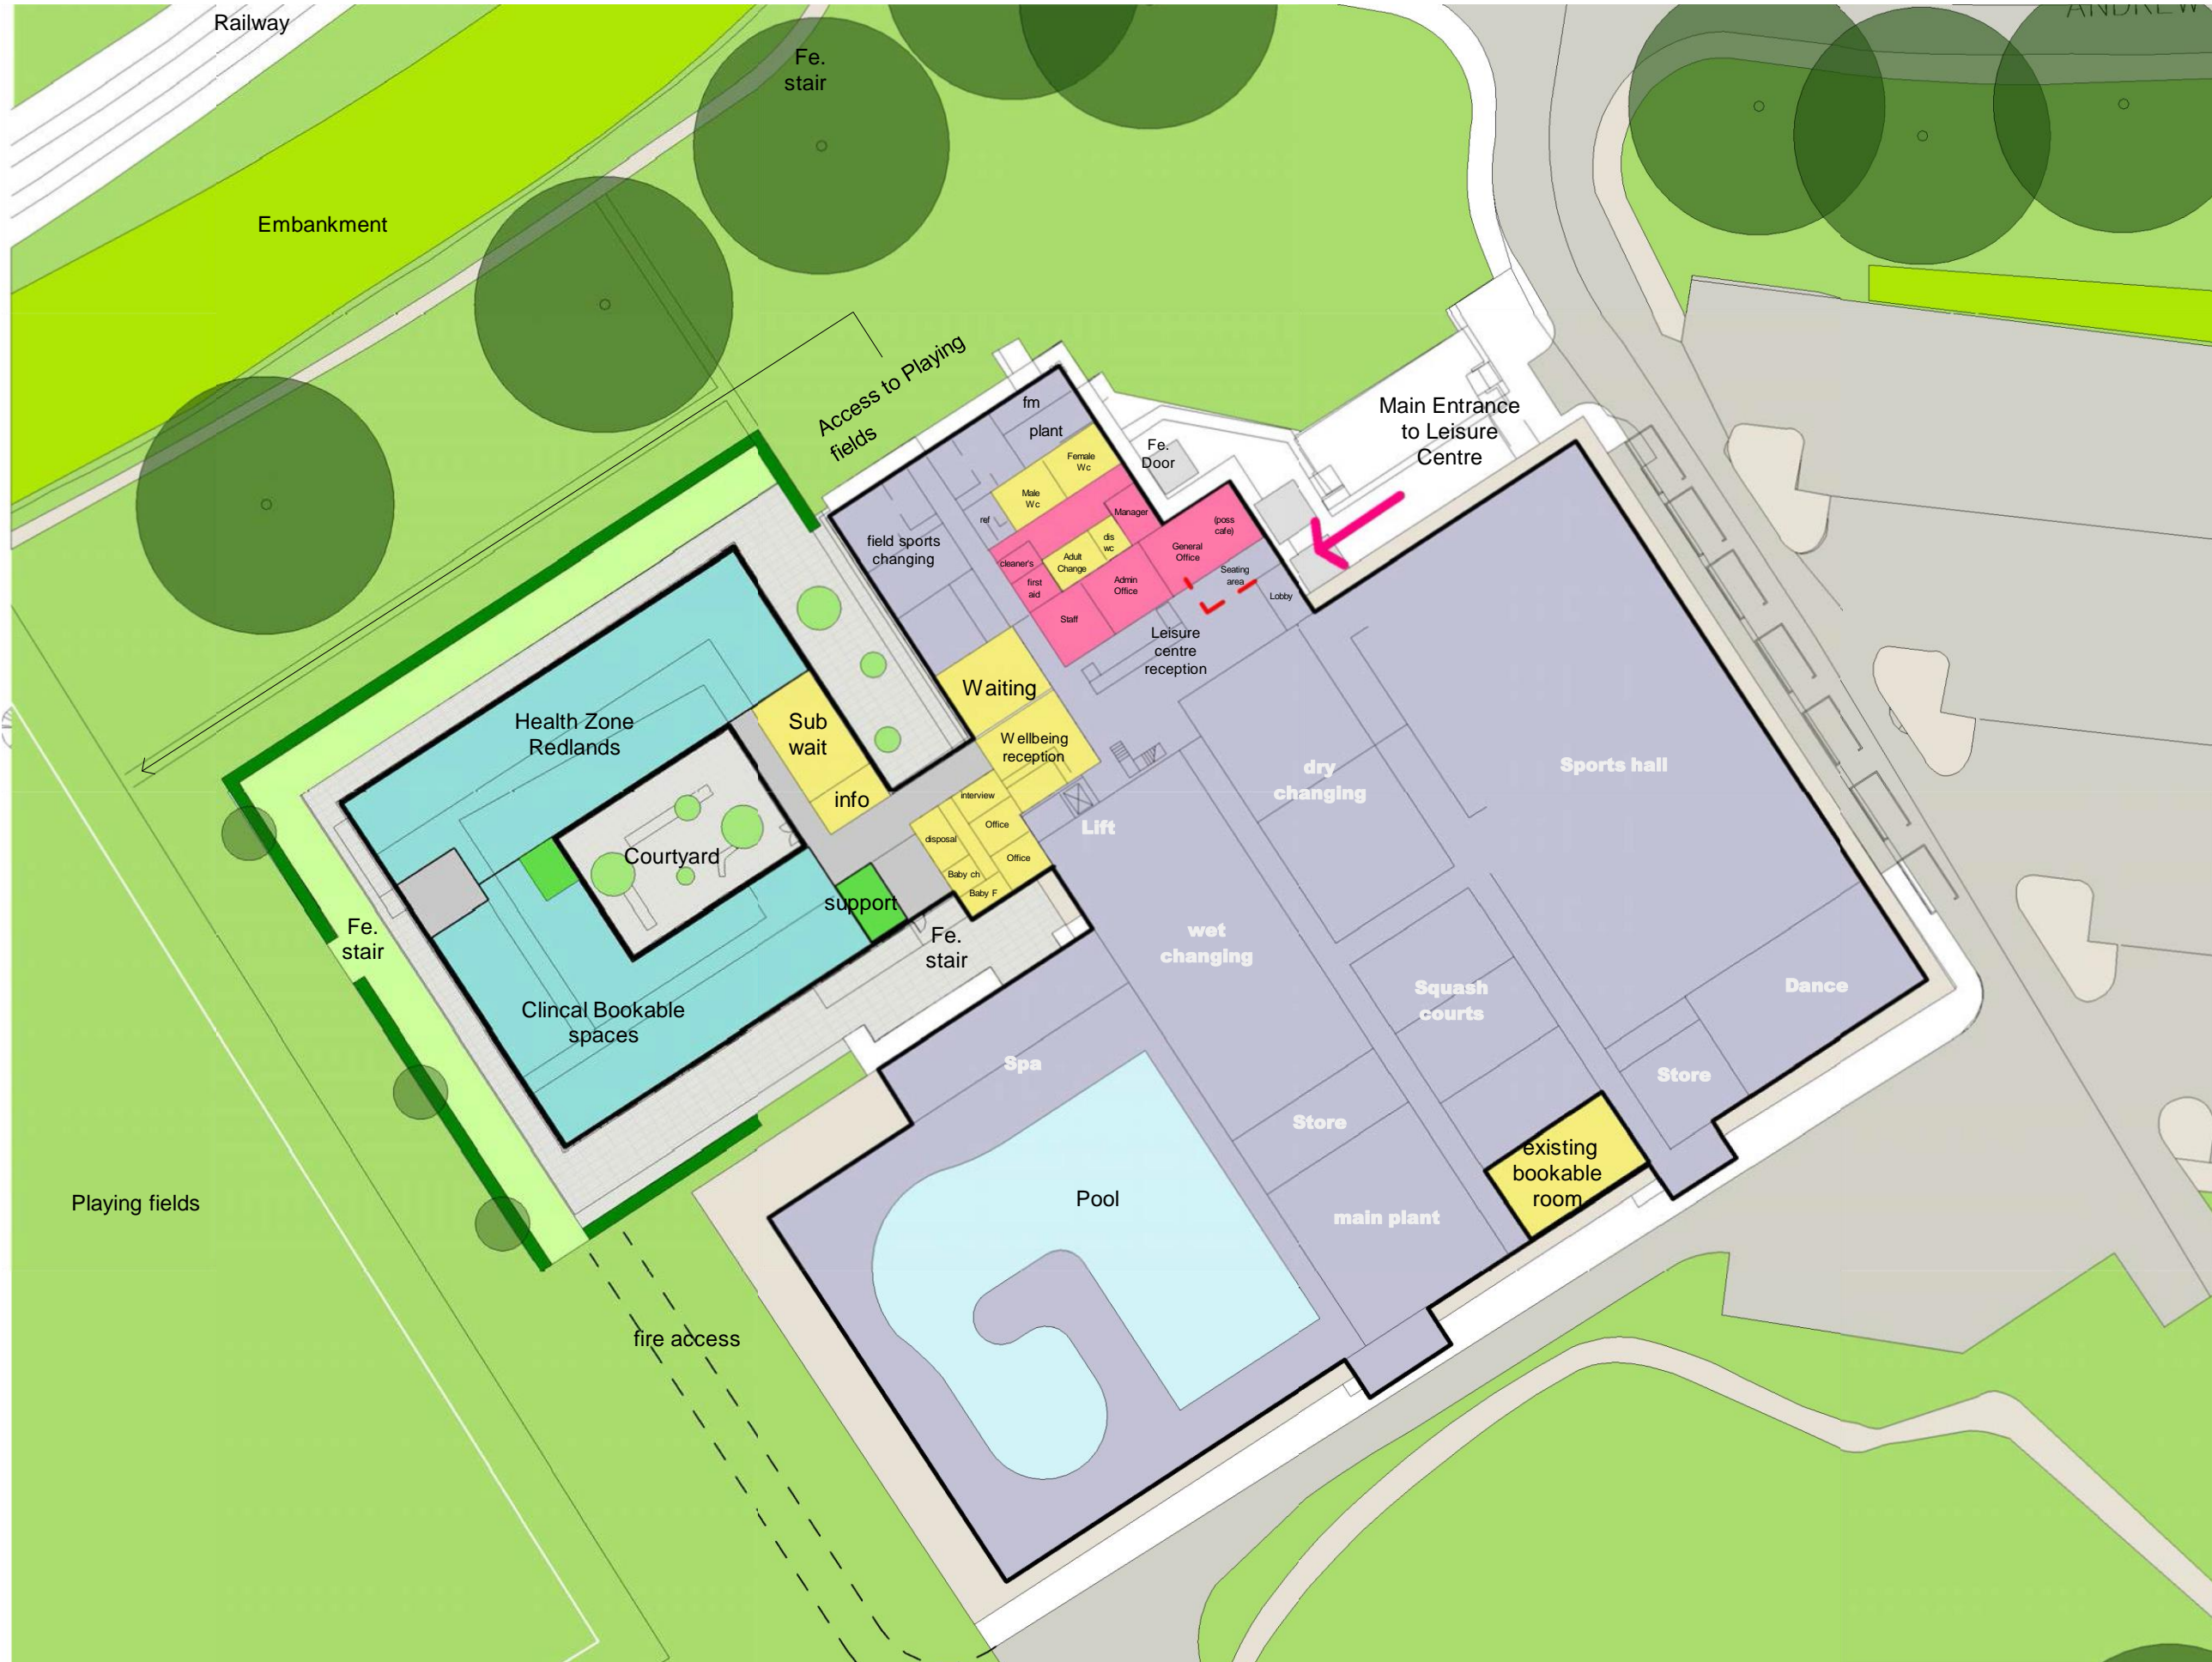 Railway
ANDREW
Fe.
stair
Embankment
Access to Playing
fields
fm
plant
Main Entrance
to Leisure
Centre
Fe.
Door
Female
Wc
Male
Wc
Manager
(poss
cafe)
ref
field sports
changing
dis
wc
General
Office
Adult
Change
cleaner's
Seating
area
first
aid
Admin
Office
Lobby
Staff
Leisure
centre
reception
Waiting
Health Zone
Redlands
Sub
wait
Wellbeing
reception
dry
changing
Sports hall
info
interview
Office
Lift
disposal
Courtyard
Office
Baby ch
Baby F
support
Fe.
stair
Fe.
stair
wet
changing
Clincal Bookable
spaces
Squash
courts
Dance
Spa
Store
Store
existing
bookable
room
Playing fields
Pool
main plant
fire access